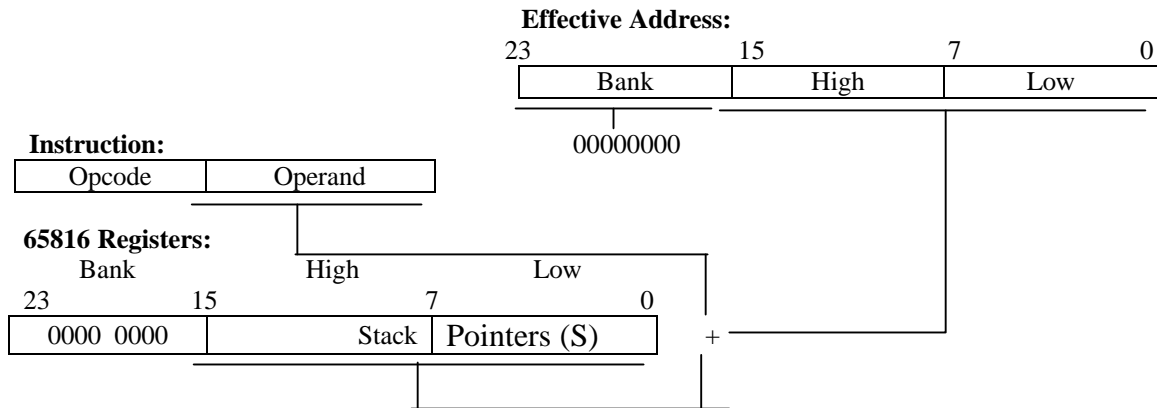 Effective Address:
23 15 7 0
Bank High Low
00000000
Instruction:
Opcode Operand
65816 Registers:
Bank High Low
23 15 7 0
0000 0000 Stack Pointers (S) +